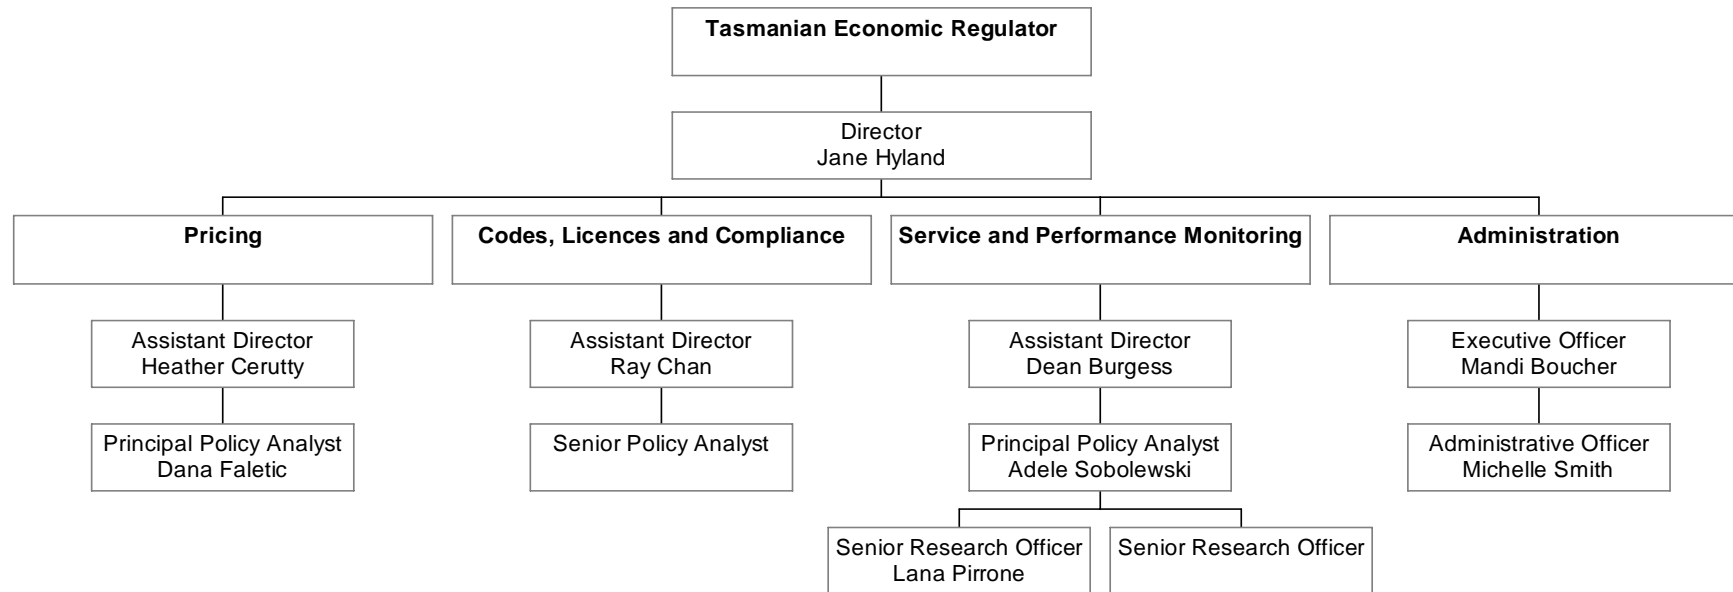 Tasmanian Economic Regulator
Director
Jane Hyland
Pricing
Codes, Licences and Compliance
Service and Performance Monitoring
Administration
Assistant Director
Heather Cerutty
Assistant Director
Ray Chan
Assistant Director
Dean Burgess
Executive Officer
Mandi Boucher
Principal Policy Analyst
Dana Faletic
Senior Policy Analyst
Principal Policy Analyst
Adele Sobolewski
Administrative Officer
Michelle Smith
Senior Research Officer
Lana Pirrone
Senior Research Officer